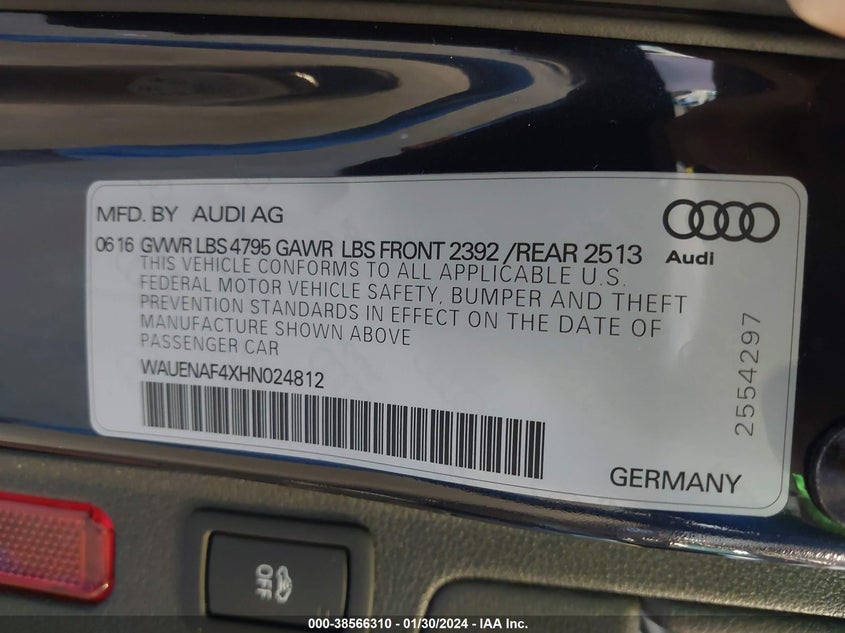 MFD. BY AUDI AG
06 16 GVWR LBS 4795 GAWR LBS FRONT 2392 /REAR 2513
THIS VEHICLE CONFORMS TO ALL APPLICABLE U.S.
FEDERAL MOTOR VEHICLE SAFETY, BUMPER AND THEFT
PREVENTION STANDARDS IN EFFECT ON THE DATE OF
MANUFACTURE SHOWN ABOVE
PASSENGER CAR
WAUENAF4XHN024812
Audi
2554297
GERMANY
OFF
000-38566310 - 01/30/2024 - IAA Inc.